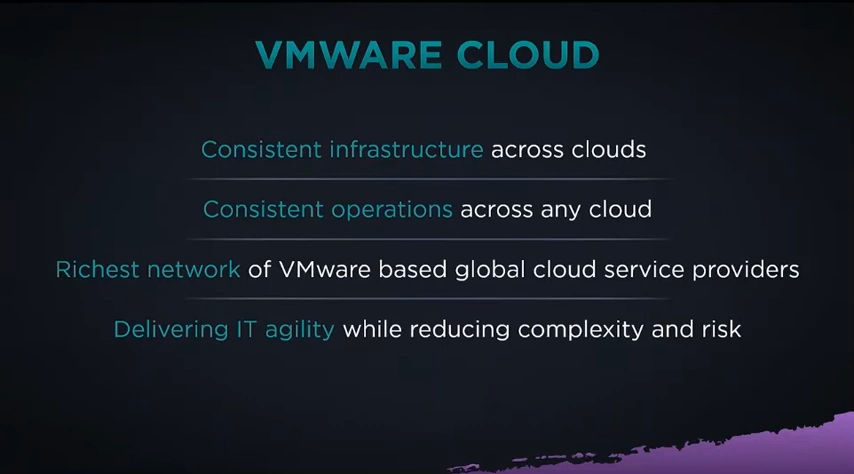 VMWARE CLOUD
Consistent infrastructure across clouds
Consistent operations across any cloud
Richest network of VMware based global cloud service providers
Delivering IT agility while reducing complexity and risk